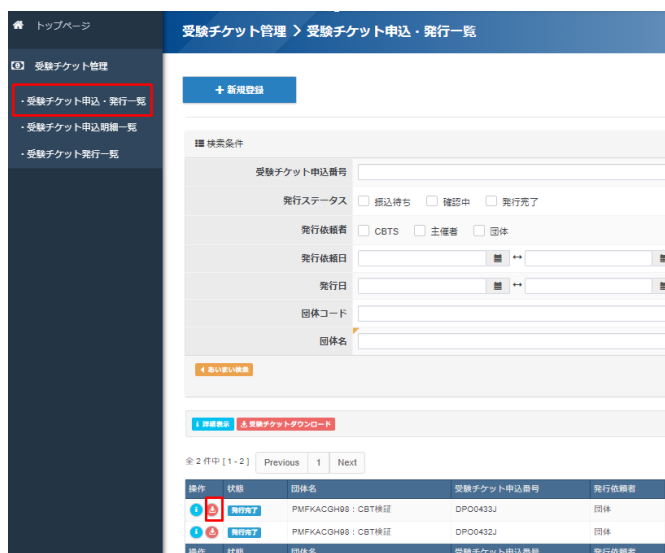 トップページ
受験チケット管理 > 受験チケット申込・発行一覧
受験チケット管理
・受験チケット申込・発行一覧
・受験チケット申込明細一覧
・受験チケット発行一覧
+ 新規登録
検索条件
受験チケット申込番号
発行ステータス 振込待ち 確認中 発行完了
発行依頼者 CBTS 主催者 団体
発行依頼日 ↔
発行日 ↔
団体コード
団体名
あいまい検索
詳細表示 受験チケットダウンロード
全 2 件中 [ 1 - 2 ] Previous 1 Next
操作 状態 団体名 受験チケット申込番号 発行依頼者
発行完了 PMFKACGH98:CBT検証 DPO0433J 団体
発行完了 PMFKACGH98:CBT検証 DPO0432J 団体
操作 状態 団体名 受験チケット申込番号 発行依頼者